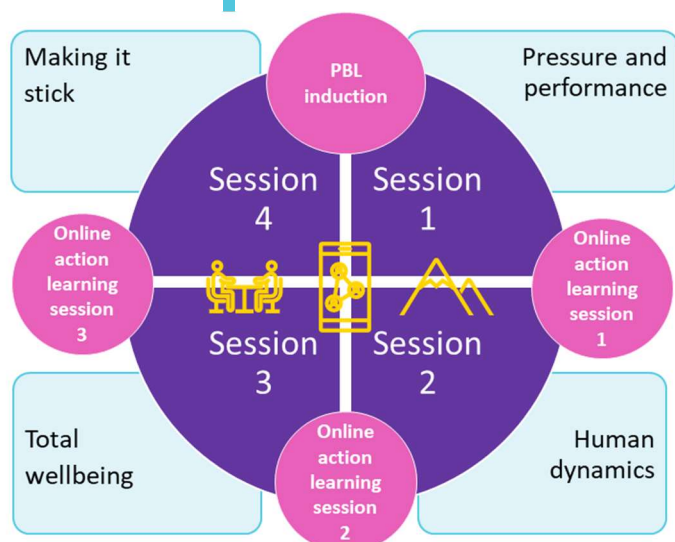 Making it
stick
PBL
induction
Pressure and
performance
Session
4
Session
1
Online
action
learning
session
3
Online
action
learning
session
1
Session
3
Session
2
Total
wellbeing
Online
action
learning
session
2
Human
dynamics